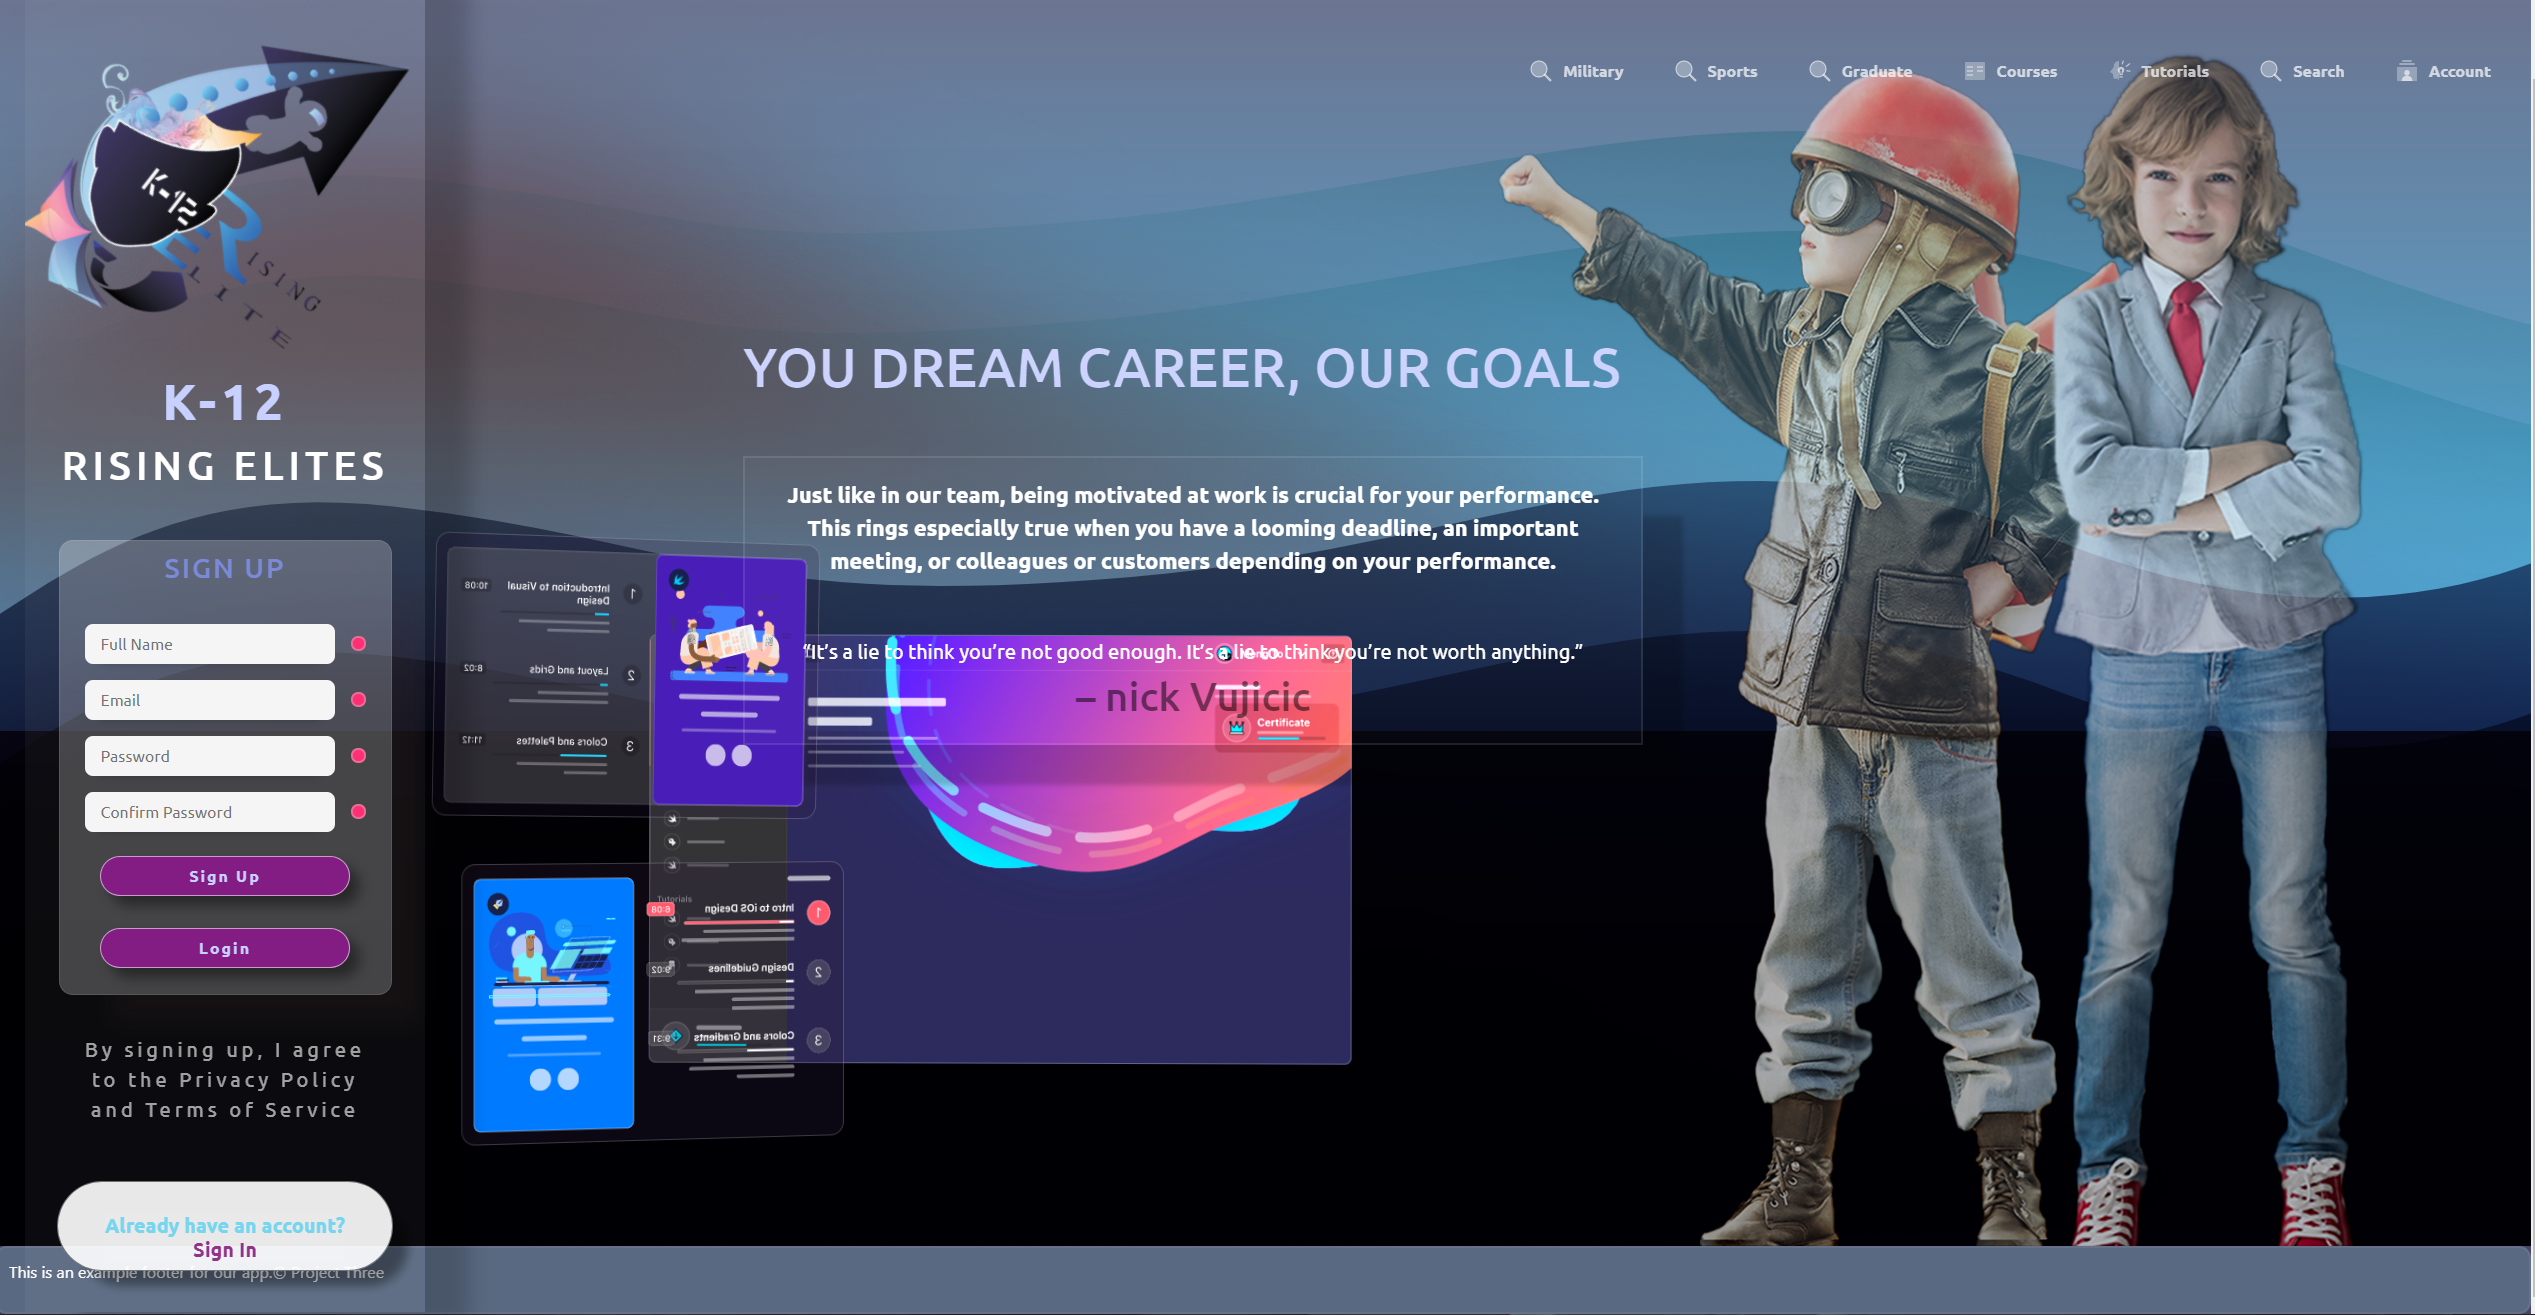 Military
Sports
Graduate
Courses
Tutorials
Search
Account
K-12
RISING
ELITE
K-12
RISING ELITES
SIGN UP
Full Name
Email
Password
Confirm Password
Sign Up
Login
By signing up, I agree
to the Privacy Policy
and Terms of Service
Already have an account?
Sign In
This is an example footer for our app.© Project Three
YOU DREAM CAREER, OUR GOALS
Just like in our team, being motivated at work is crucial for your performance.
This rings especially true when you have a looming deadline, an important
meeting, or colleagues or customers depending on your performance.
“It’s a lie to think you’re not good enough. It’s a lie to think you’re not worth anything.”
– nick Vujicic
Certificate
1
Introduction to Visual
Design
10:08
2
Layout and Grids
8:02
3
Colors and Palettes
11:12
Tutorials
1
Intro to iOS Design
6:08
2
Design Guidelines
9:02
3
Colors and Gradients
9:31